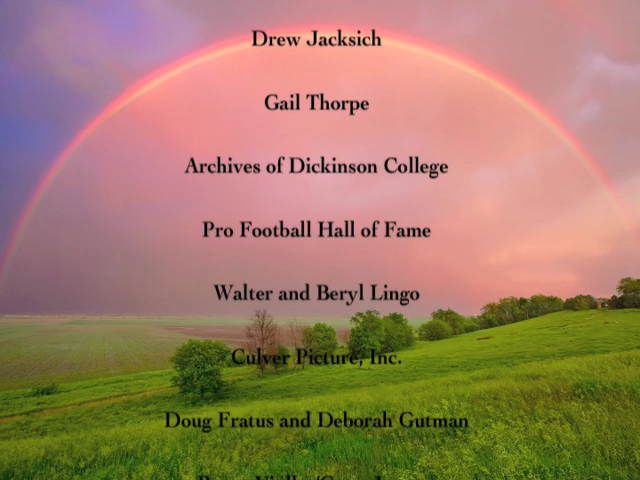 Drew Jacksich
Gail Thorpe
Archives of Dickinson College
Pro Football Hall of Fame
Walter and Beryl Lingo
Culver Picture, Inc.
Doug Fratus and Deborah Gutman